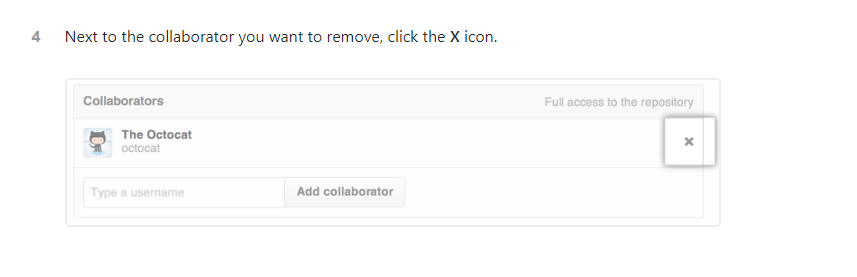 4 Next to the collaborator you want to remove, click the X icon.
Collaborators Full access to the repository
The Octocat
octocat
Type a username Add collaborator